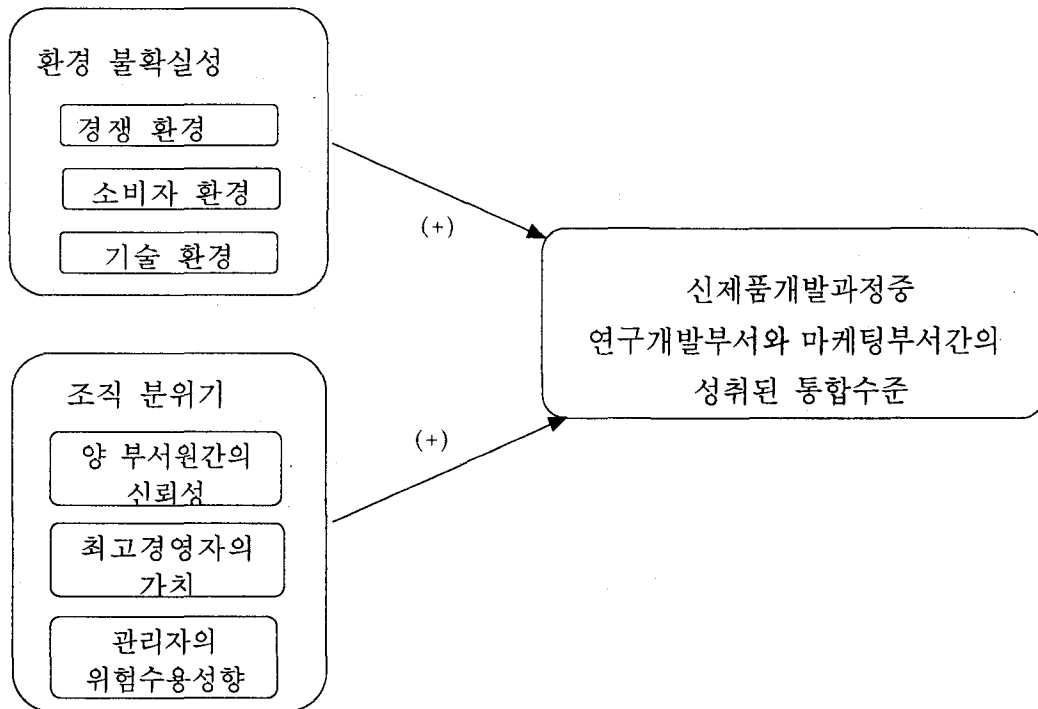 환경 불확실성
경쟁 환경
소비자 환경
기술 환경
(+)
신제품개발과정중
연구개발부서와 마케팅부서간의
성취된 통합수준
조직 분위기
양 부서원간의
신뢰성
최고경영자의
가치
관리자의
위험수용성향
(+)